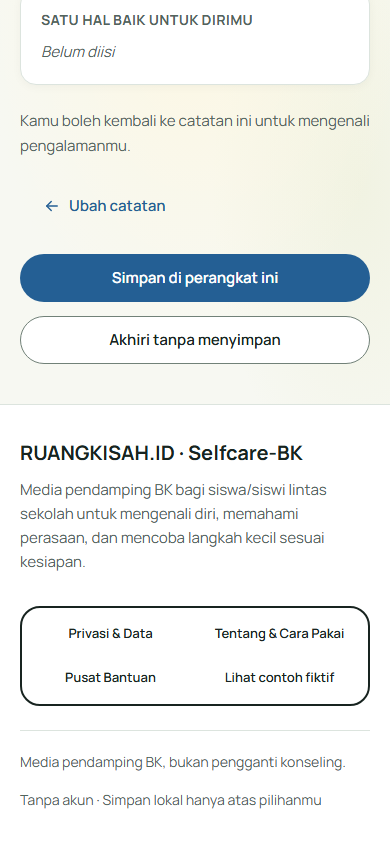 SATU HAL BAIK UNTUK DIRIMU
Belum diisi
Kamu boleh kembali ke catatan ini untuk mengenali
pengalamanmu.
← Ubah catatan
Simpan di perangkat ini
Akhiri tanpa menyimpan
RUANGKISAH.ID · Selfcare-BK
Media pendamping BK bagi siswa/siswi lintas
sekolah untuk mengenali diri, memahami
perasaan, dan mencoba langkah kecil sesuai
kesiapan.
Privasi & Data
Tentang & Cara Pakai
Pusat Bantuan
Lihat contoh fiktif
Media pendamping BK, bukan pengganti konseling.
Tanpa akun · Simpan lokal hanya atas pilihanmu